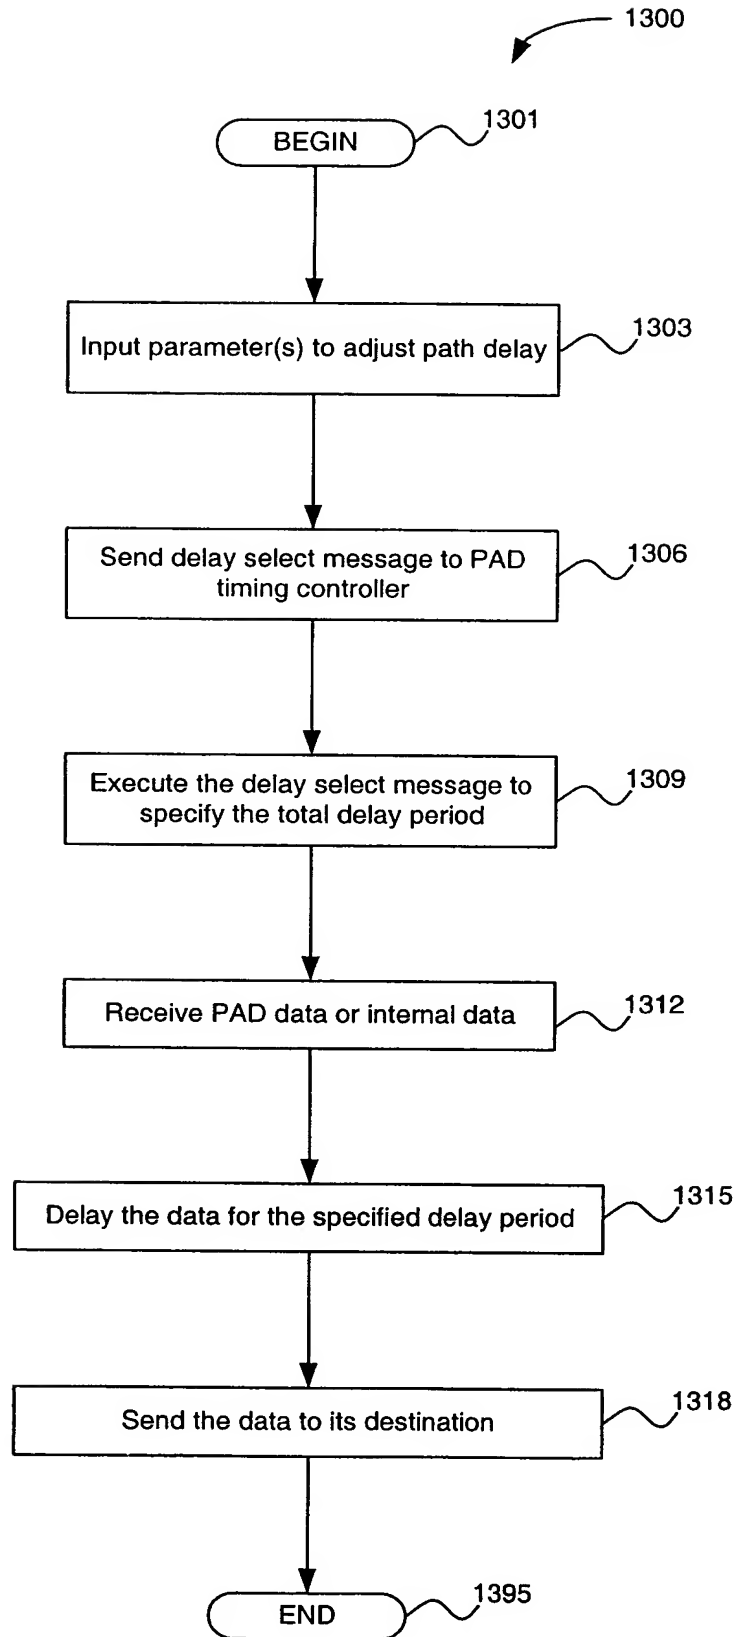 1300
BEGIN
1301
Input parameter(s) to adjust path delay
1303
Send delay select message to PAD
timing controller
1306
Execute the delay select message to
specify the total delay period
1309
Receive PAD data or internal data
1312
Delay the data for the specified delay period
1315
Send the data to its destination
1318
END
1395